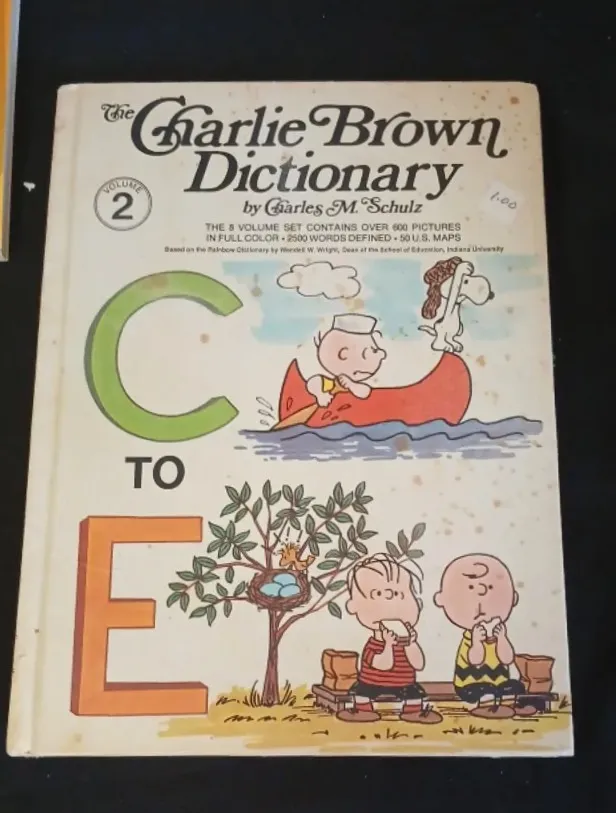 The Charlie Brown
Dictionary
by Charles M. Schulz
VOLUME
2
1.00
THE 8 VOLUME SET CONTAINS OVER 600 PICTURES
IN FULL COLOR • 2500 WORDS DEFINED • 50 U.S. MAPS
Based on the Rainbow Dictionary by Wendell W. Wright, Dean of the School of Education, Indiana University
C
TO
E